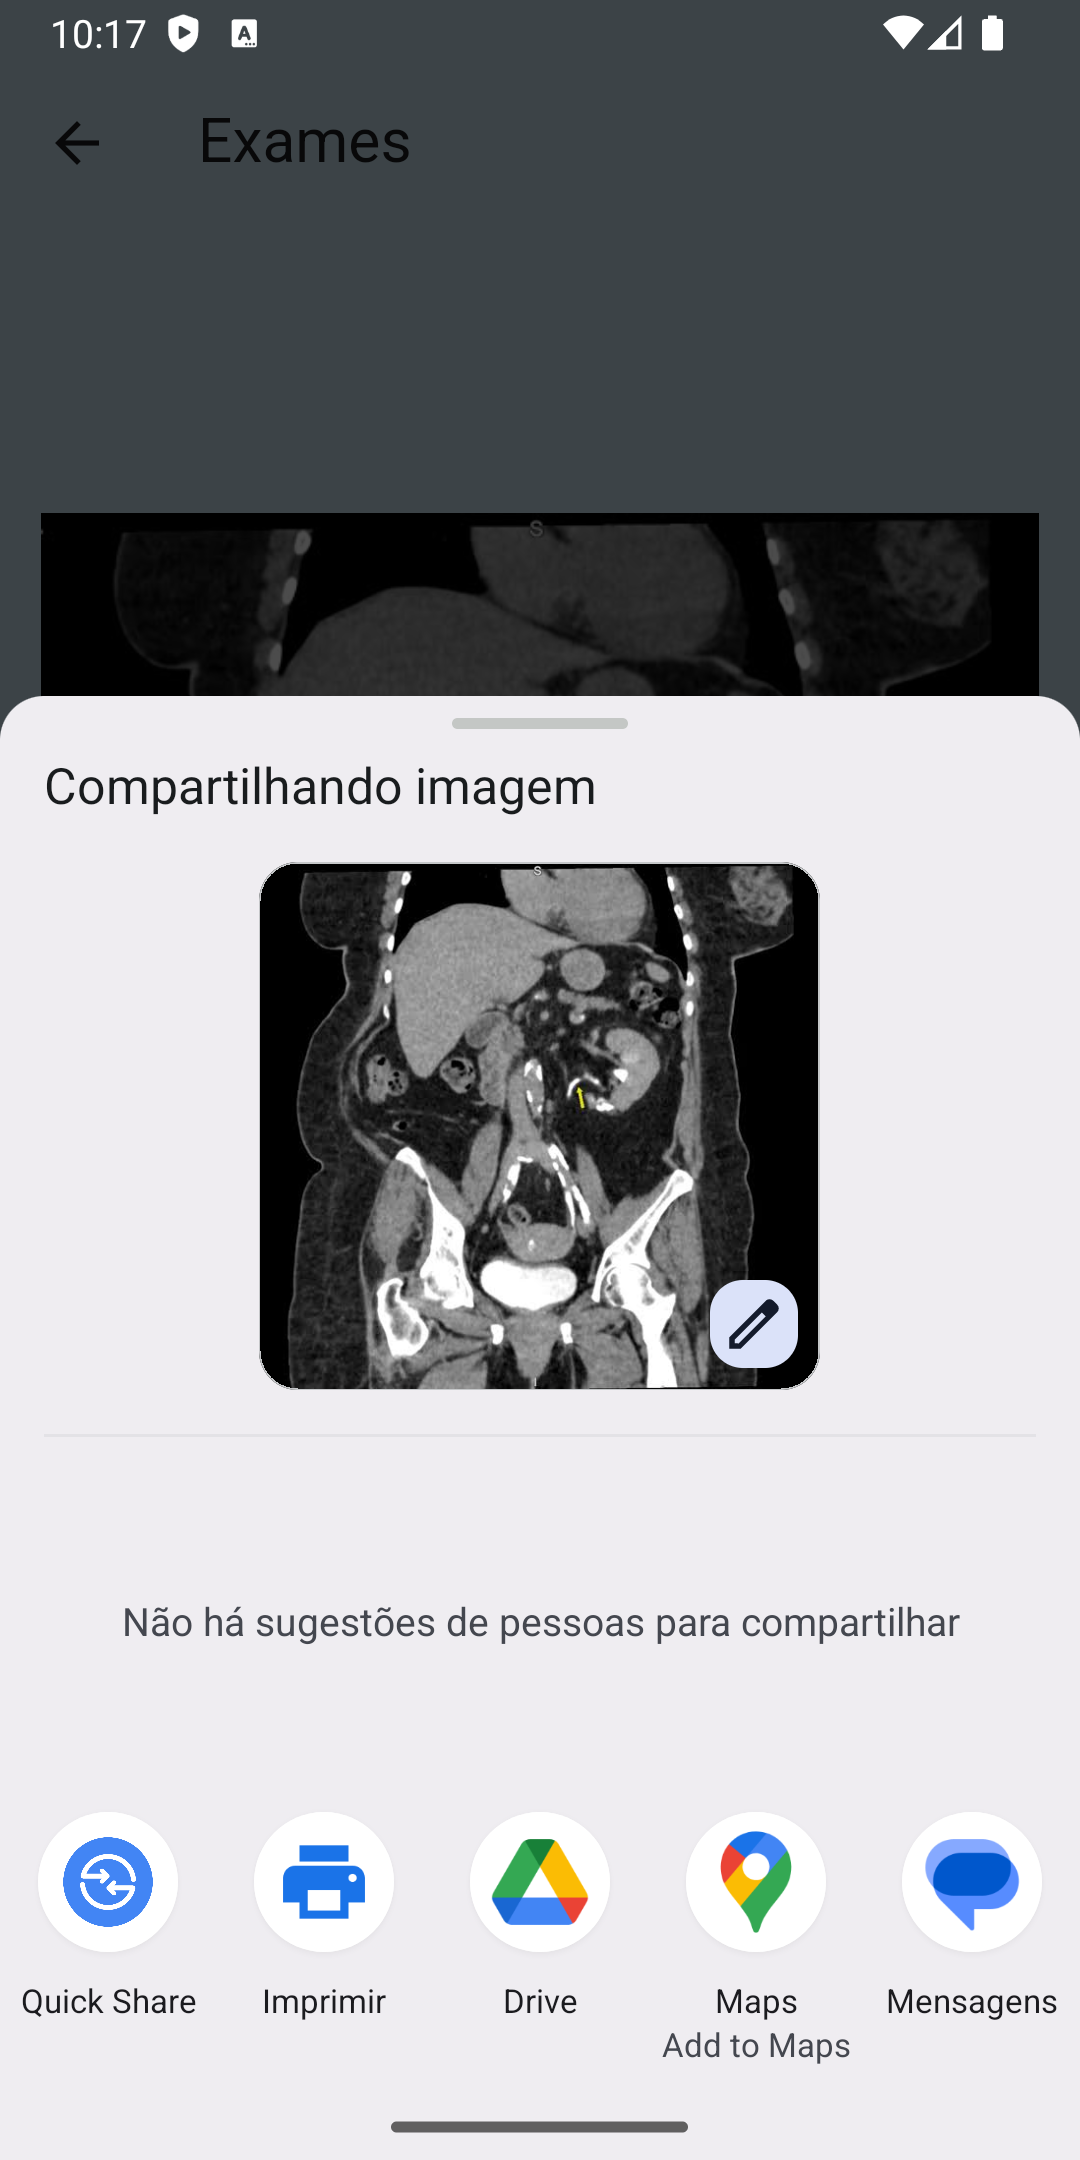 10:17
Exames
S
Compartilhando imagem
S
Não há sugestões de pessoas para compartilhar
Quick Share
Imprimir
Drive
Maps
Mensagens
Add to Maps